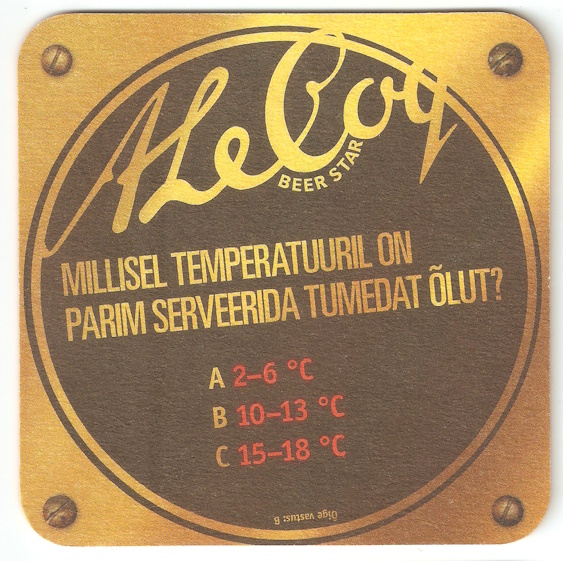 A Le Coq
BEER STAR
MILLISEL TEMPERATUURIL ON
PARIM SERVEERIDA TUMEDAT ÕLUT?
A 2–6 °C
B 10–13 °C
C 15–18 °C
Õige vastus: B